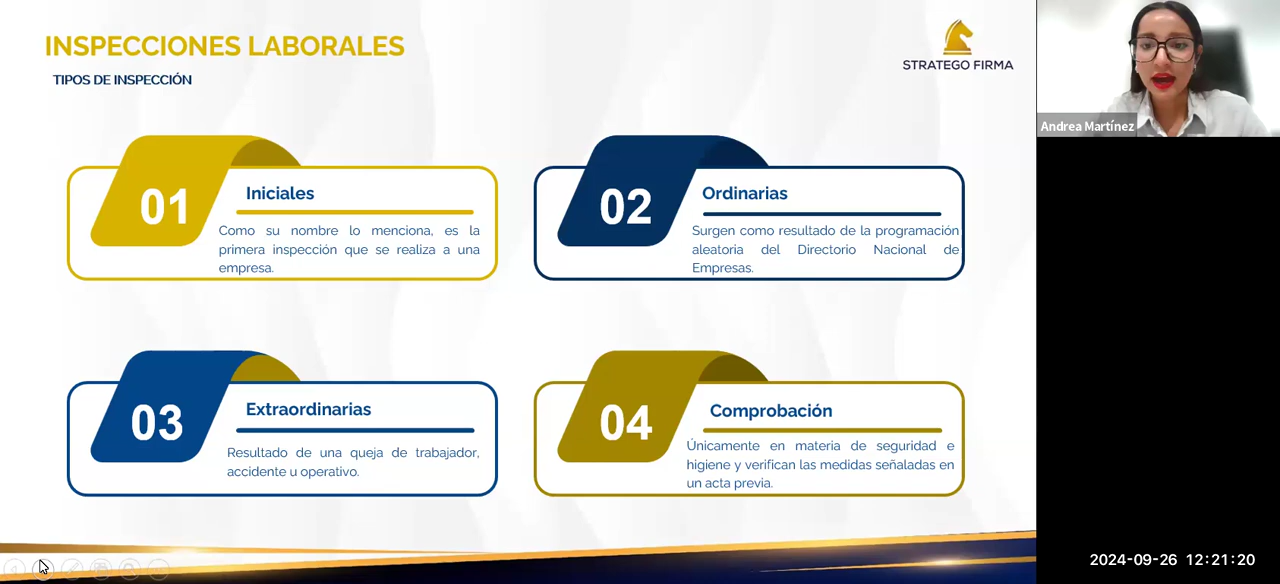 INSPECCIONES LABORALES
TIPOS DE INSPECCIÓN
STRATEGO FIRMA
Andrea Martínez
01
Iniciales
Como su nombre lo menciona, es la
primera inspección que se realiza a una
empresa.
02
Ordinarias
Surgen como resultado de la programación
aleatoria del Directorio Nacional de
Empresas.
03
Extraordinarias
Resultado de una queja de trabajador,
accidente u operativo.
04
Comprobación
Únicamente en materia de seguridad e
higiene y verifican las medidas señaladas en
un acta previa.
2024-09-26 12:21:20